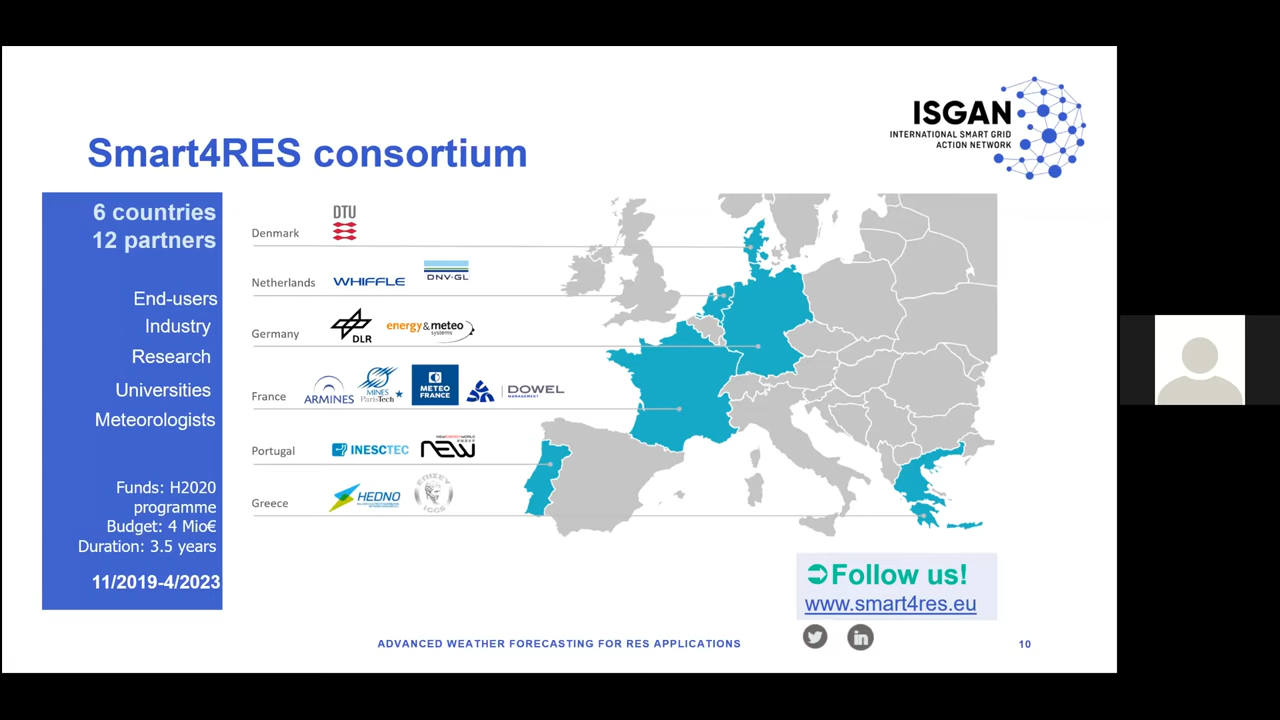 ISGAN
INTERNATIONAL SMART GRID
ACTION NETWORK
Smart4RES consortium
6 countries
12 partners
End-users
Industry
Research
Universities
Meteorologists
Funds: H2020
programme
Budget: 4 Mio€
Duration: 3.5 years
11/2019-4/2023
Denmark
DTU
Netherlands
WHIFFLE
DNV·GL
Germany
DLR
energy & meteo
systems
France
ARMINES
MINES
ParisTech
METEO
FRANCE
DOWEL
MANAGEMENT
Portugal
INESCTEC
NEW
Greece
HEDNO
ICCS
➲Follow us!
www.smart4res.eu
ADVANCED WEATHER FORECASTING FOR RES APPLICATIONS
10